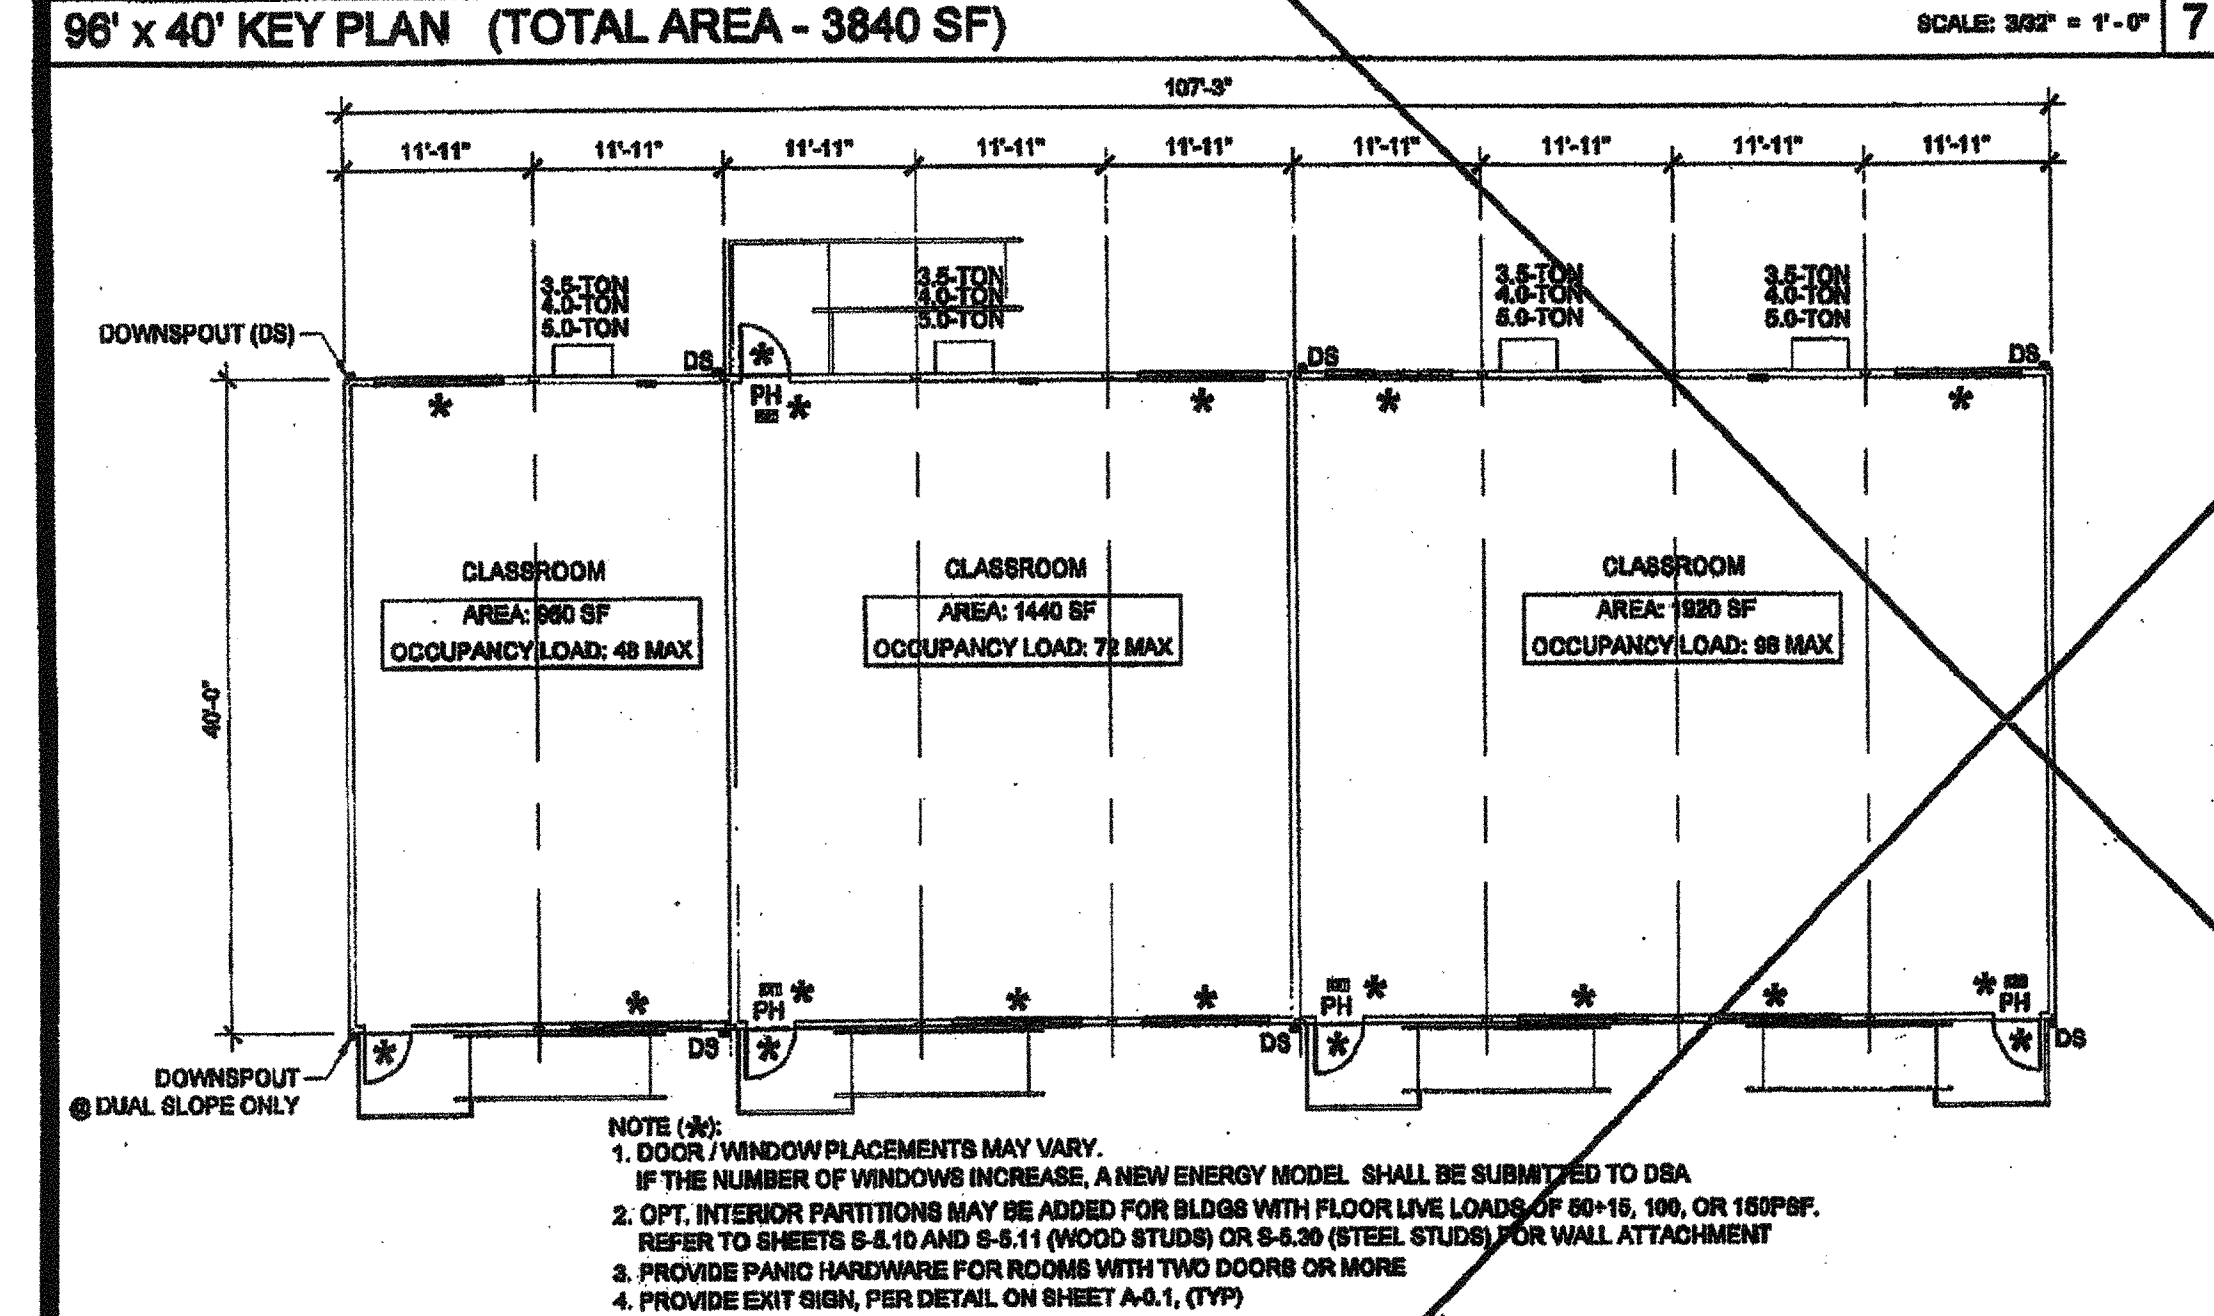 96' x 40' KEY PLAN (TOTAL AREA - 3840 SF)
SCALE: 3/32" = 1'-0"
7
107'-3"
11'-11" 11'-11" 11'-11" 11'-11" 11'-11" 11'-11" 11'-11" 11'-11" 11'-11"
3.5-TON
4.0-TON
5.0-TON
3.5-TON
4.0-TON
5.0-TON
3.5-TON
4.0-TON
5.0-TON
3.5-TON
4.0-TON
5.0-TON
DOWNSPOUT (DS)
DS
*
DS
DS
*
PH *
*
*
*
*
40'-0"
CLASSROOM
AREA: 960 SF
OCCUPANCY LOAD: 48 MAX
CLASSROOM
AREA: 1440 SF
OCCUPANCY LOAD: 72 MAX
CLASSROOM
AREA: 1920 SF
OCCUPANCY LOAD: 96 MAX
*
*
PH
*
*
*
PH
*
*
*
PH
*
DS
*
DS
*
*
DS
DOWNSPOUT
@ DUAL SLOPE ONLY
NOTE (*):
1. DOOR / WINDOW PLACEMENTS MAY VARY.
IF THE NUMBER OF WINDOWS INCREASE, A NEW ENERGY MODEL SHALL BE SUBMITTED TO DSA
2. OPT. INTERIOR PARTITIONS MAY BE ADDED FOR BLDGS WITH FLOOR LIVE LOADS OF 50+15, 100, OR 150PSF.
REFER TO SHEETS S-5.10 AND S-5.11 (WOOD STUDS) OR S-5.30 (STEEL STUDS) FOR WALL ATTACHMENT
3. PROVIDE PANIC HARDWARE FOR ROOMS WITH TWO DOORS OR MORE
4. PROVIDE EXIT SIGN, PER DETAIL ON SHEET A-0.1, (TYP)